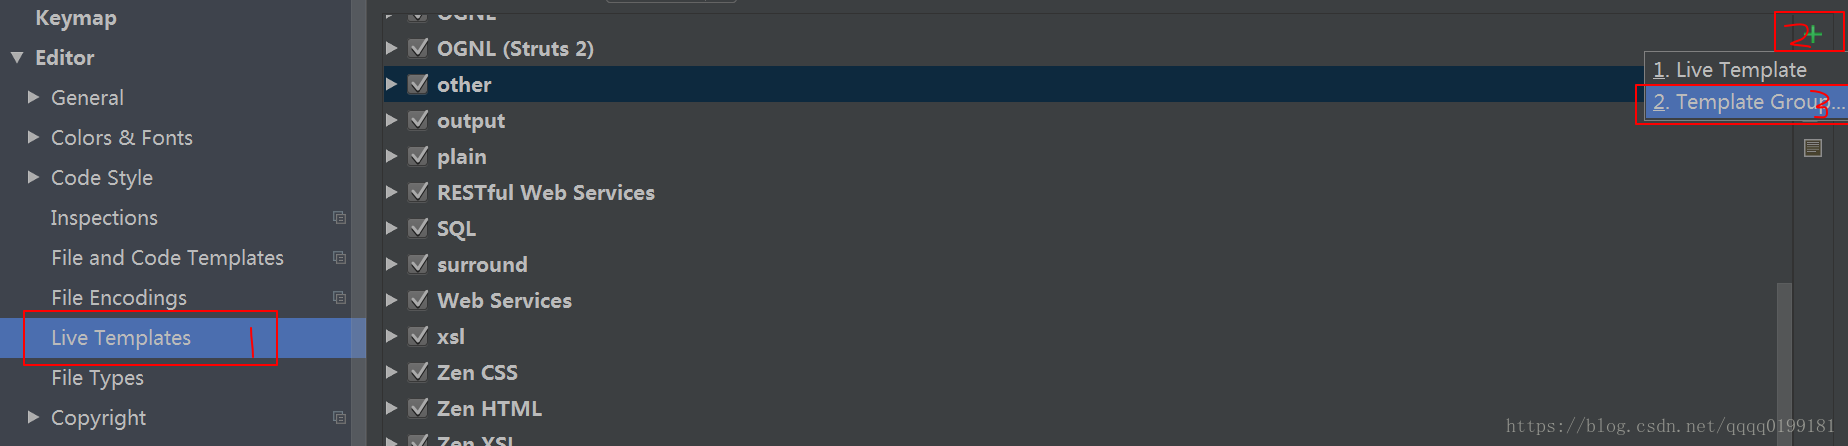 Keymap
Editor
General
Colors & Fonts
Code Style
Inspections
File and Code Templates
File Encodings
Live Templates 1
File Types
Copyright
OGNL
OGNL (Struts 2)
other
output
plain
RESTful Web Services
SQL
surround
Web Services
xsl
Zen CSS
Zen HTML
Zen XSL
2
1. Live Template
2. Template Group...
3
https://blog.csdn.net/qqqq0199181